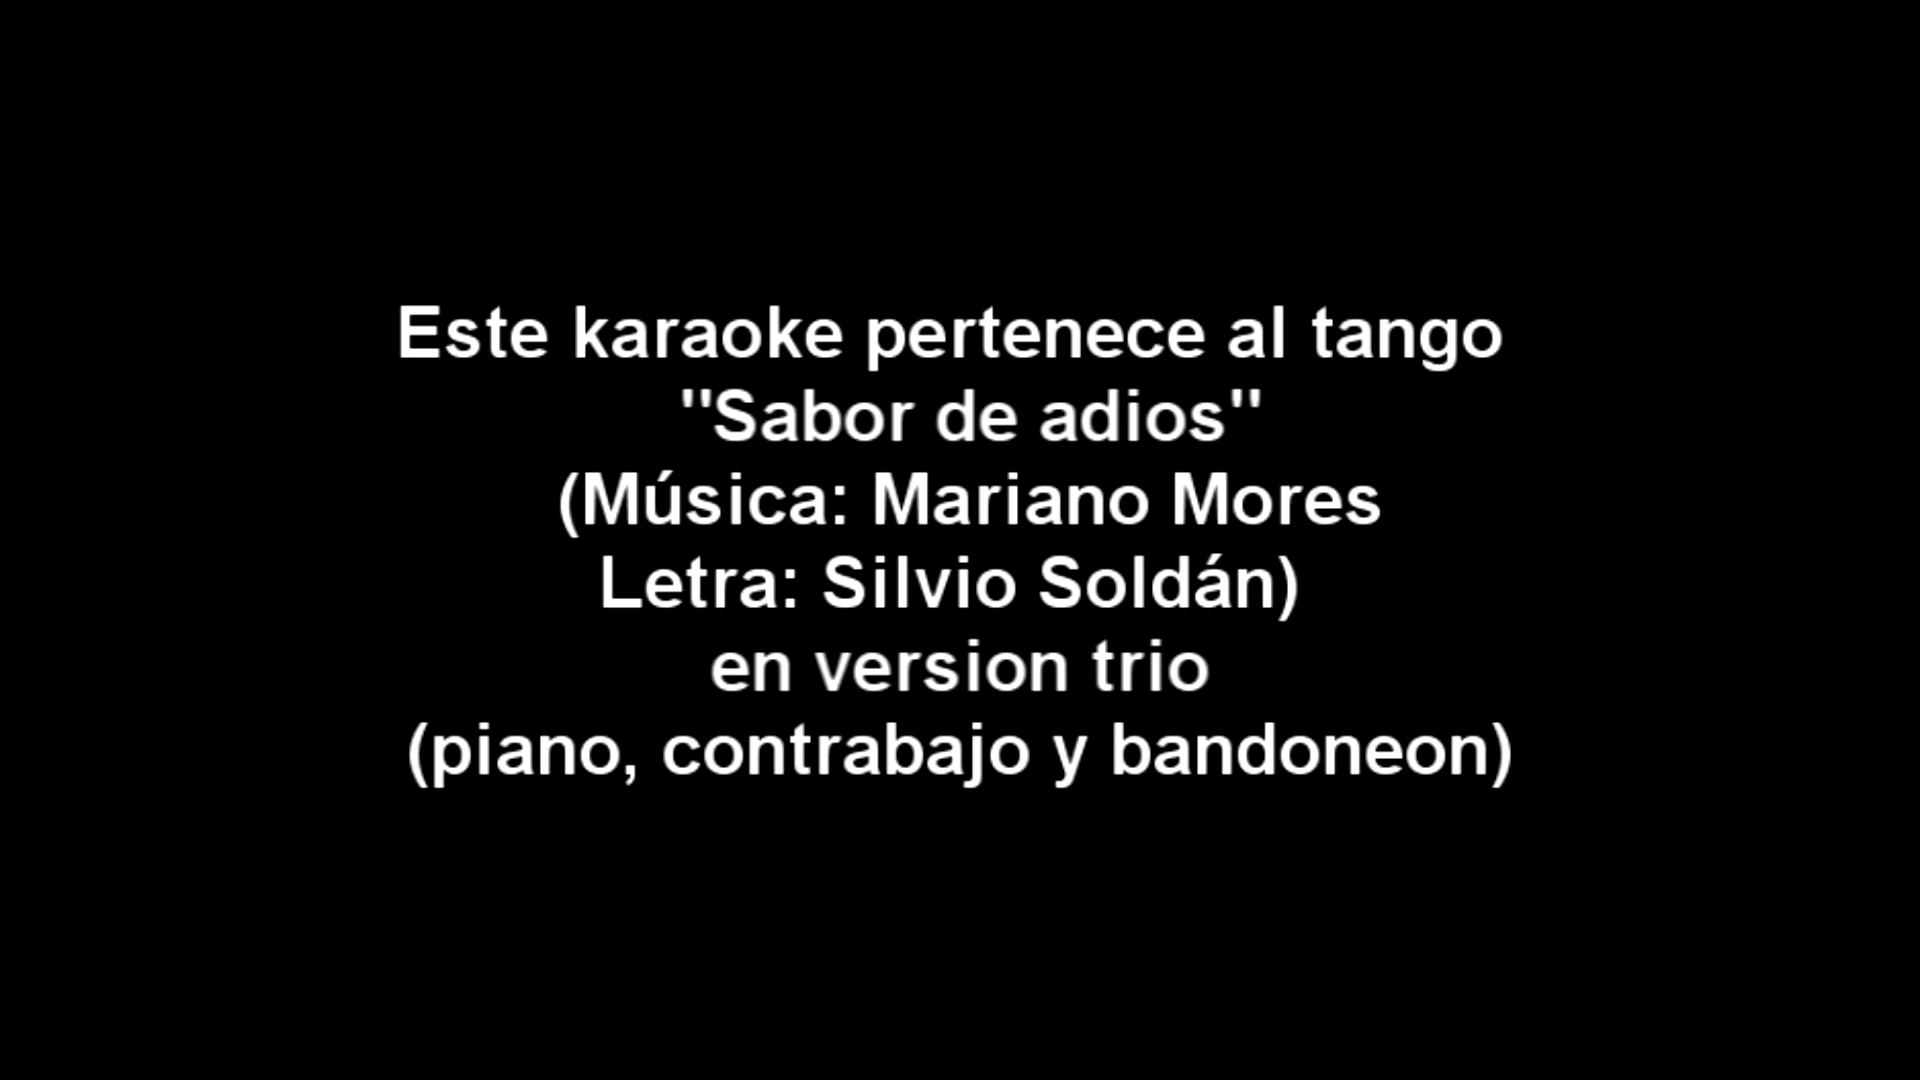 Este karaoke pertenece al tango
"Sabor de adios"
(Música: Mariano Mores
Letra: Silvio Soldán)
en version trio
(piano, contrabajo y bandoneon)